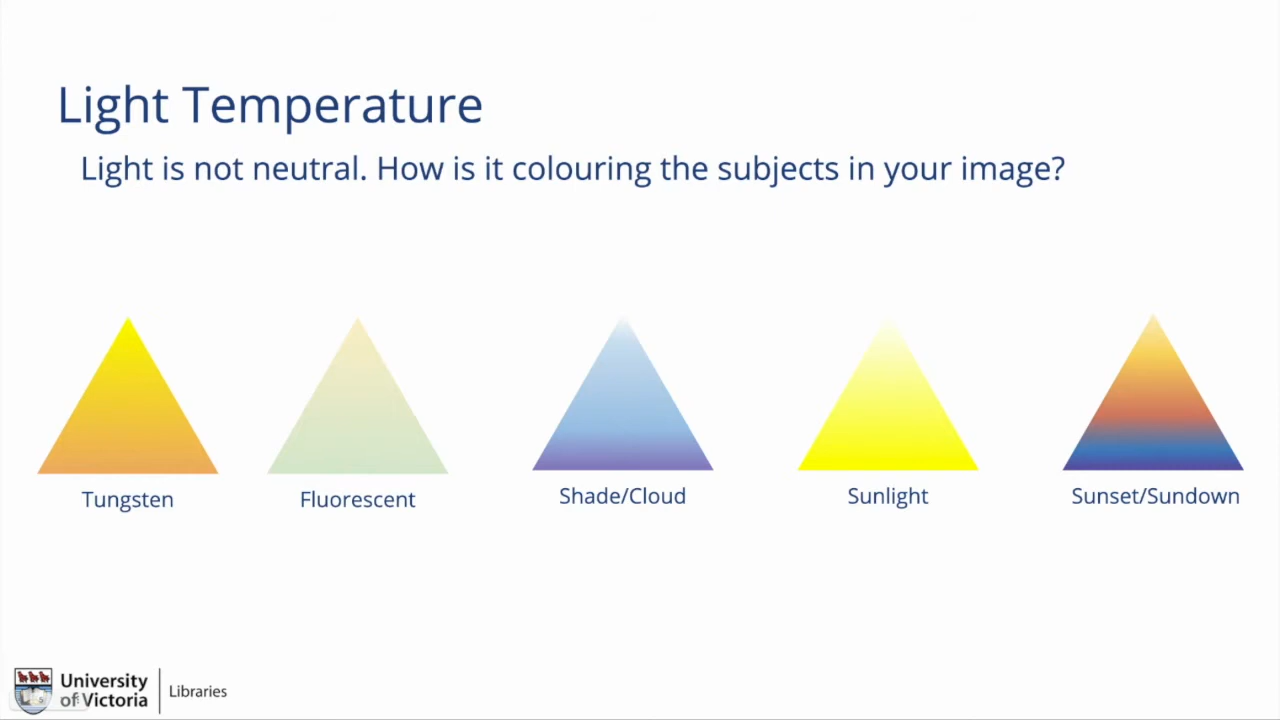 Light Temperature
Light is not neutral. How is it colouring the subjects in your image?
Tungsten
Fluorescent
Shade/Cloud
Sunlight
Sunset/Sundown
University
of Victoria
Libraries